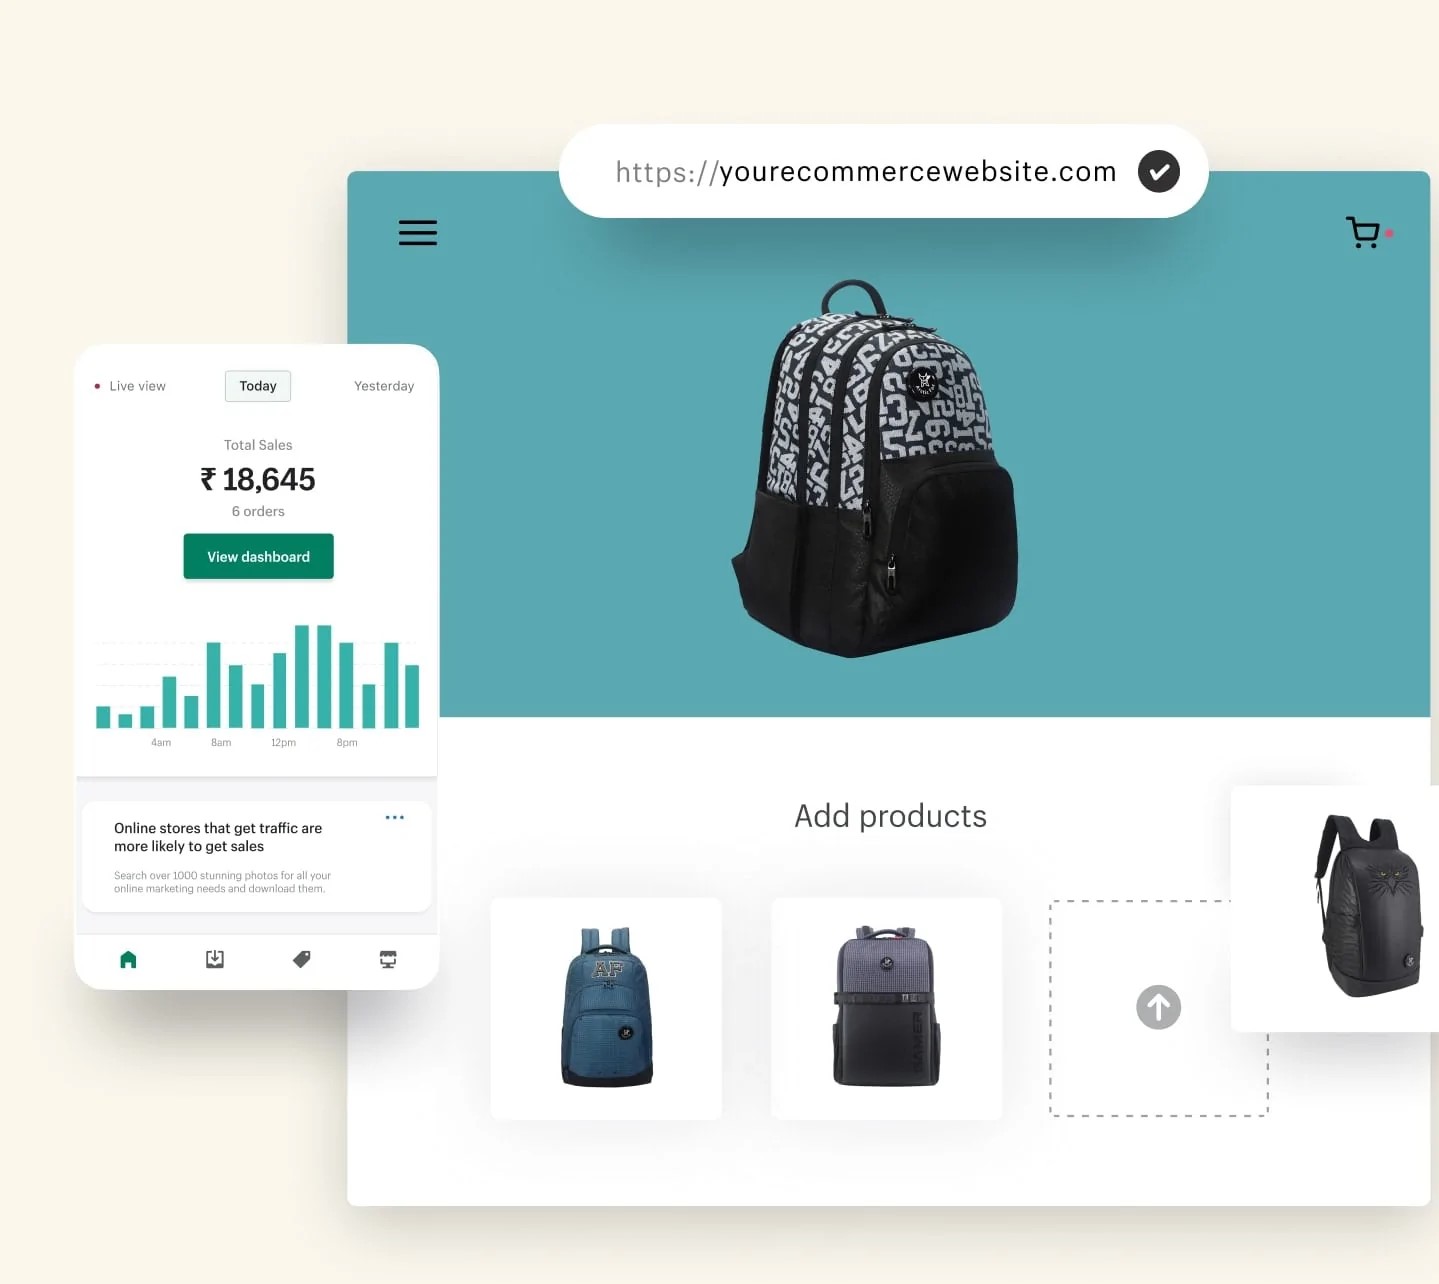 https://yourecommercewebsite.com
Live view
Today
Yesterday
Total Sales
₹ 18,645
6 orders
View dashboard
4am
8am
12pm
8pm
Online stores that get traffic are
more likely to get sales
Search over 1000 stunning photos for all your
online marketing needs and download them.
Add products
AF
GAMER